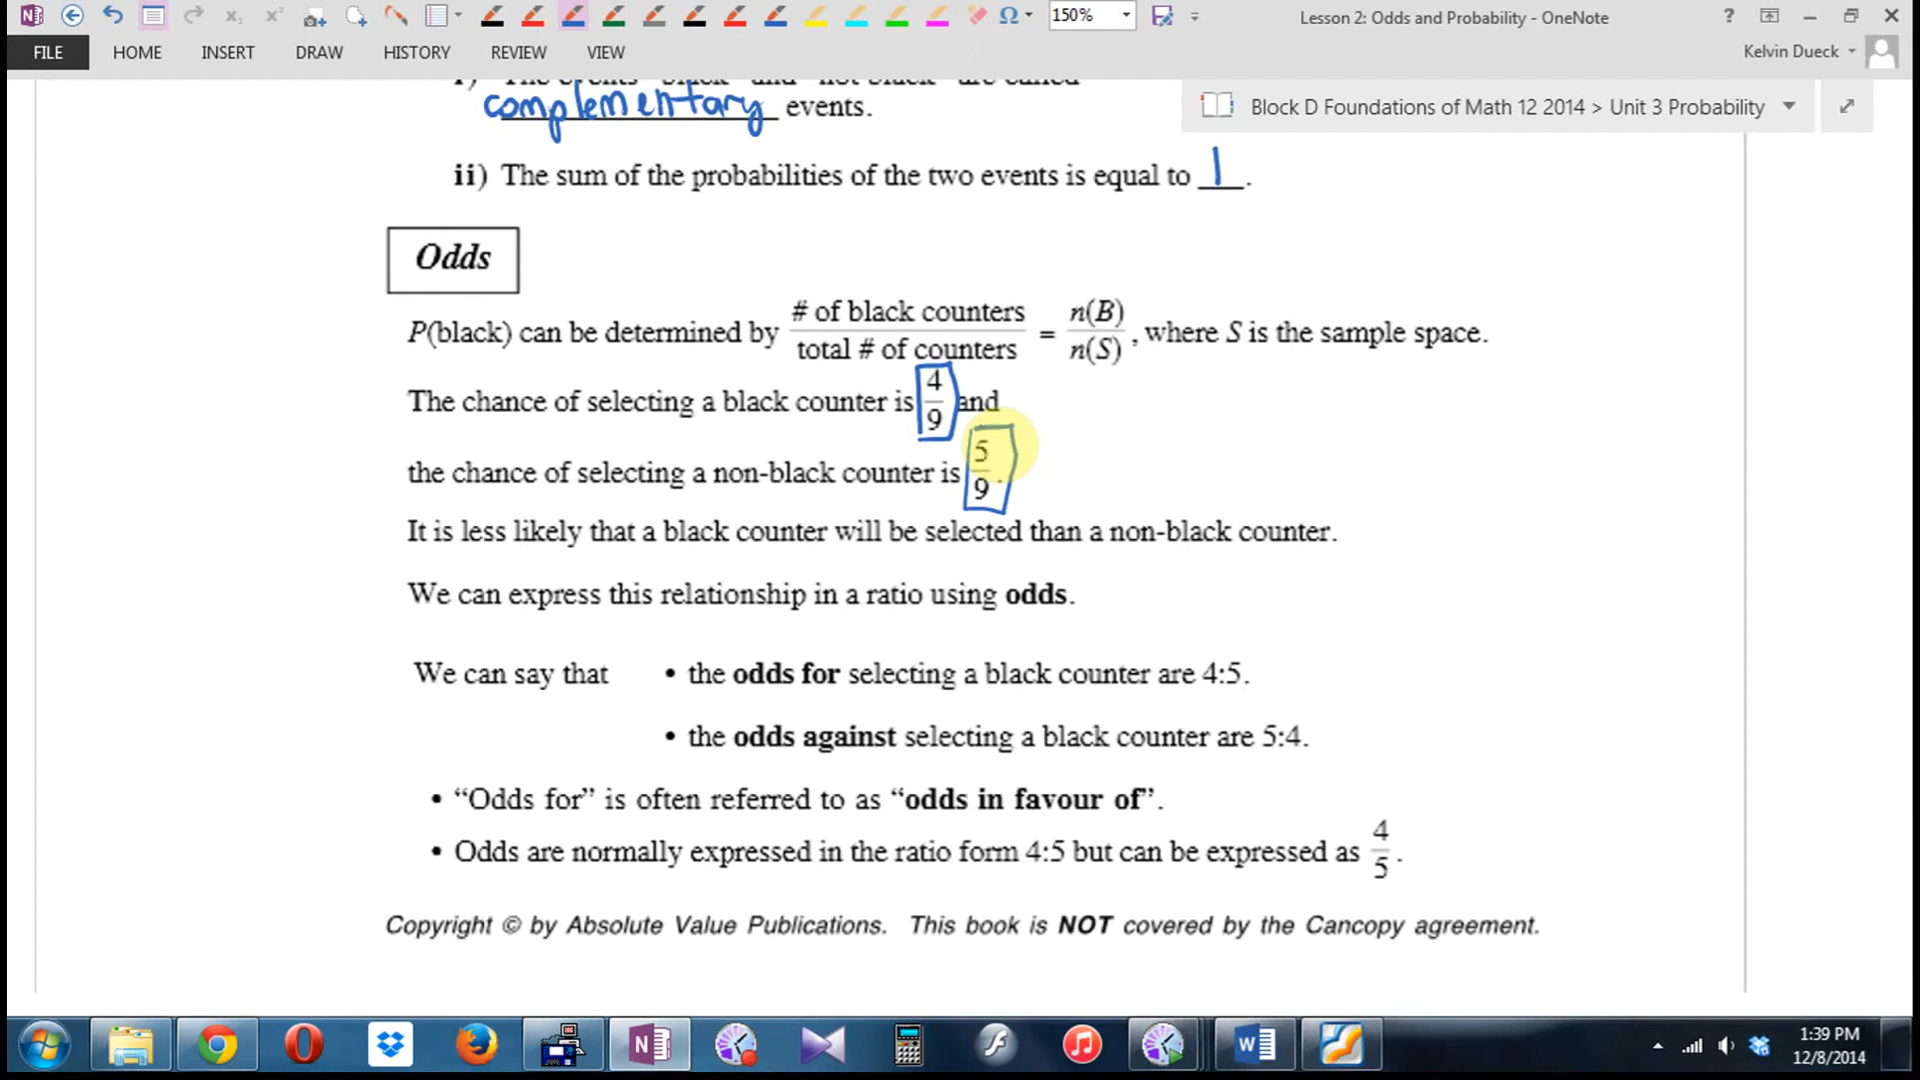 150%
Lesson 2: Odds and Probability - OneNote
FILE HOME INSERT DRAW HISTORY REVIEW VIEW
Kelvin Dueck
Block D Foundations of Math 12 2014 > Unit 3 Probability
complementary events.
ii) The sum of the probabilities of the two events is equal to 1.
Odds
P(black) can be determined by # of black counters / total # of counters = n(B) / n(S), where S is the sample space.
The chance of selecting a black counter is 4/9 and
the chance of selecting a non-black counter is 5/9.
It is less likely that a black counter will be selected than a non-black counter.
We can express this relationship in a ratio using odds.
We can say that • the odds for selecting a black counter are 4:5.
• the odds against selecting a black counter are 5:4.
• “Odds for” is often referred to as “odds in favour of”.
• Odds are normally expressed in the ratio form 4:5 but can be expressed as 4/5.
Copyright © by Absolute Value Publications. This book is NOT covered by the Cancopy agreement.
1:39 PM
12/8/2014